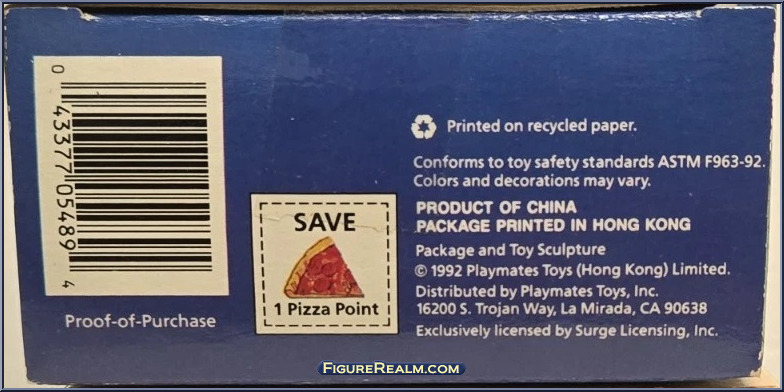 0 43377 05489 4
Proof-of-Purchase
SAVE
1 Pizza Point
Printed on recycled paper.
Conforms to toy safety standards ASTM F963-92.
Colors and decorations may vary.
PRODUCT OF CHINA
PACKAGE PRINTED IN HONG KONG
Package and Toy Sculpture
© 1992 Playmates Toys (Hong Kong) Limited.
Distributed by Playmates Toys, Inc.
16200 S. Trojan Way, La Mirada, CA 90638
Exclusively licensed by Surge Licensing, Inc.
FIGUREREALM.COM